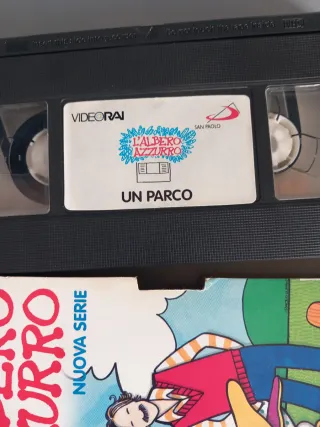 VIDEORAI
SAN PAOLO
L'ALBERO
AZZURRO
UN PARCO
NUOVA SERIE